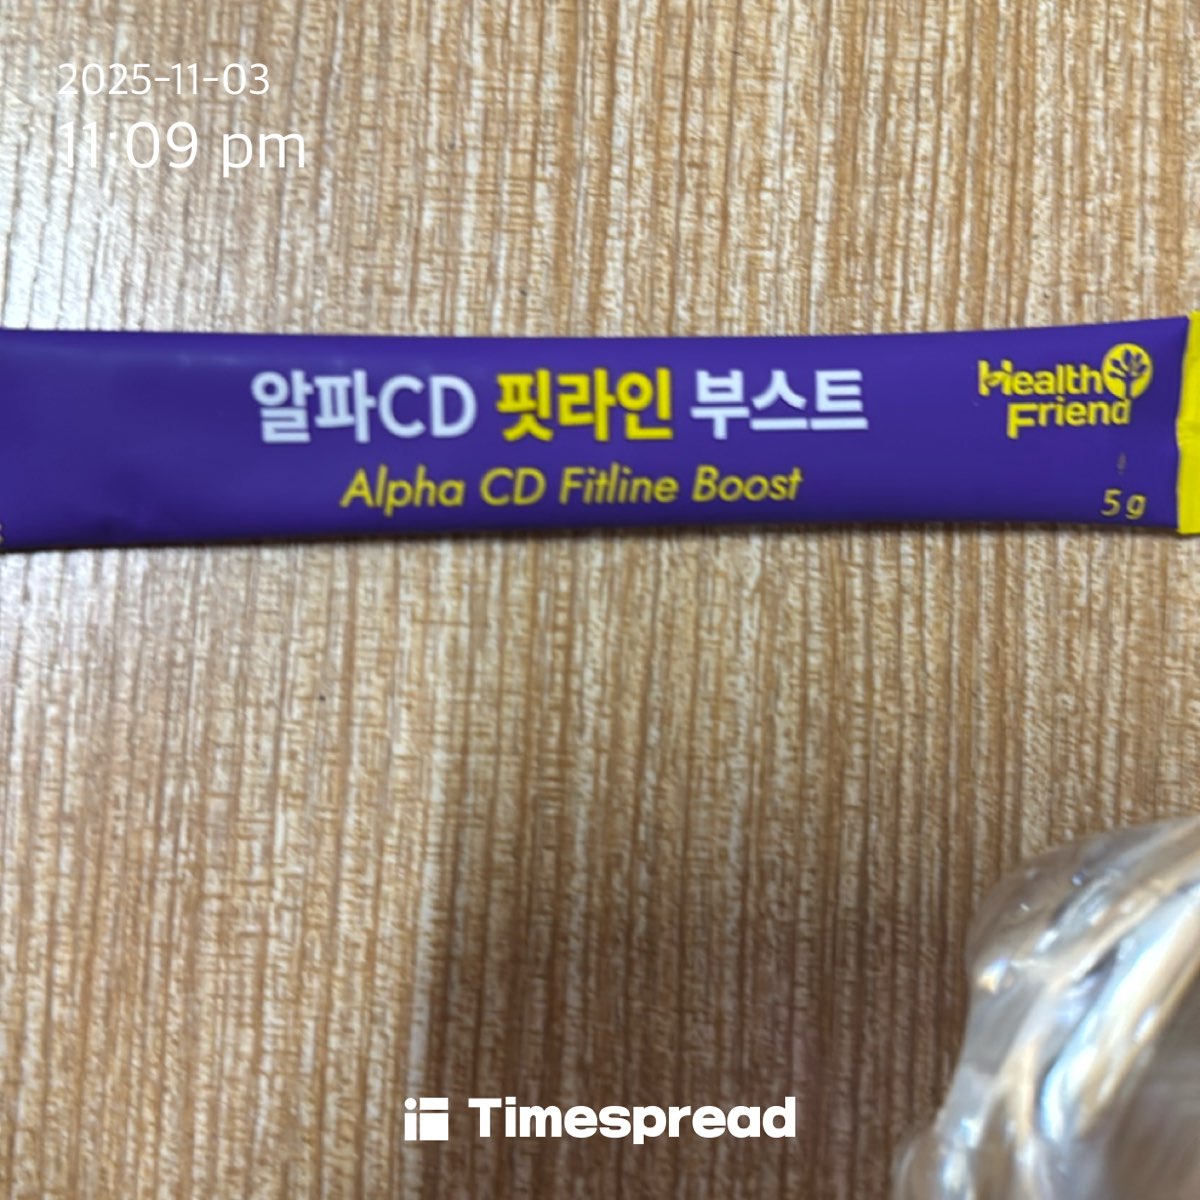 2025-11-03
11:09 pm
알파CD 핏라인 부스트
Alpha CD Fitline Boost
Health
Friend
5 g
Timespread